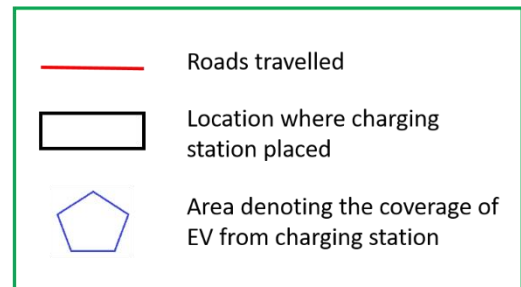 Roads travelled
Location where charging
station placed
Area denoting the coverage of
EV from charging station